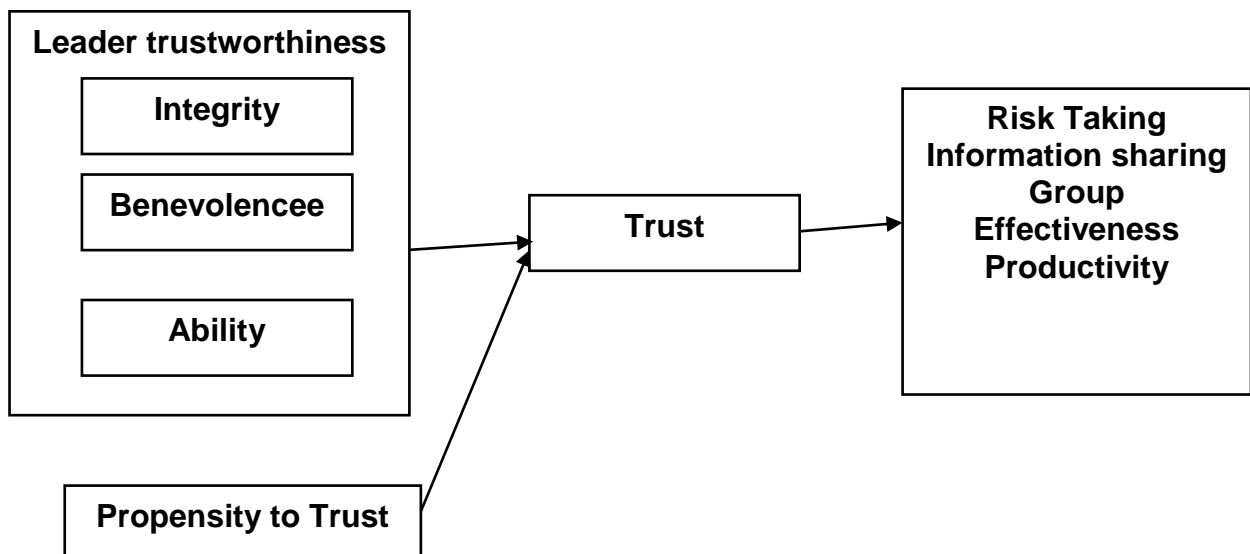 Leader trustworthiness
Integrity
Benevolencee
Ability
Propensity to Trust
Trust
Risk Taking
Information sharing
Group
Effectiveness
Productivity